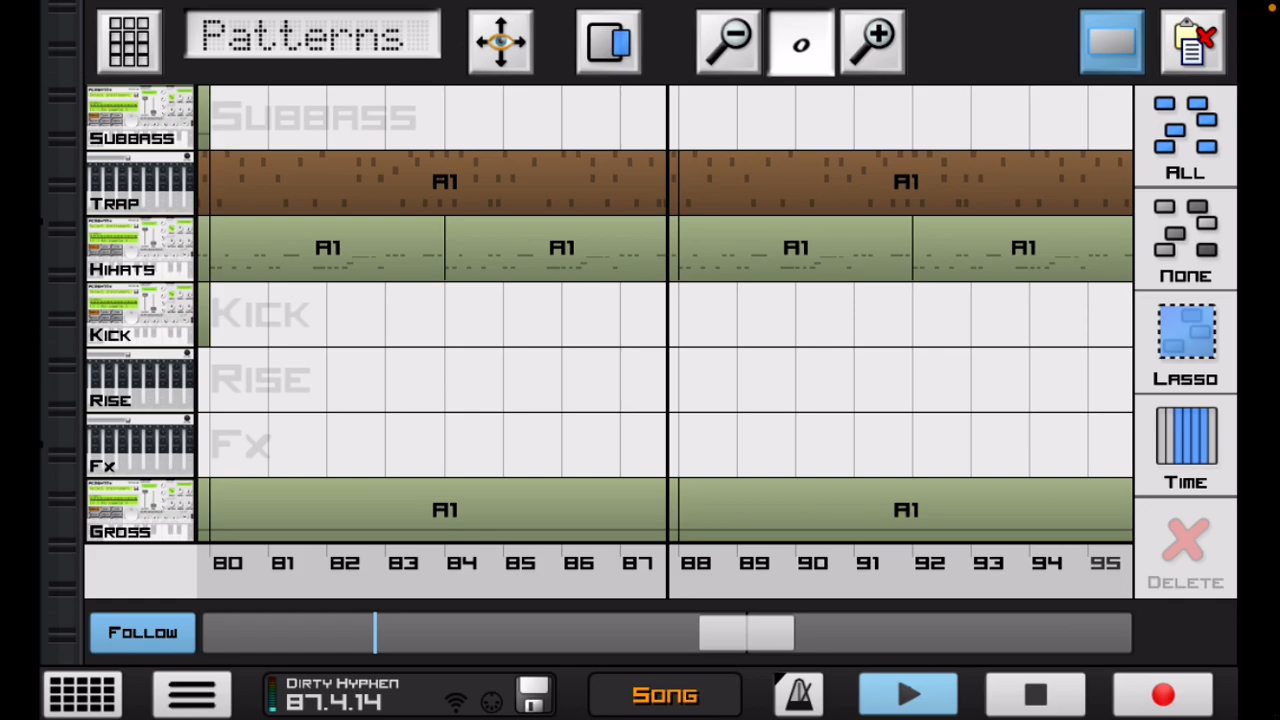 Patterns
o
Subbass
Subbass
All
Trap
A1
A1
Hihats
A1
A1
A1
A1
None
Kick
Kick
Rise
Rise
Lasso
Fx
Fx
Time
Gross
A1
A1
80 81 82 83 84 85 86 87 88 89 90 91 92 93 94 95
Delete
Follow
Dirty Hyphen
87.4.14
Song